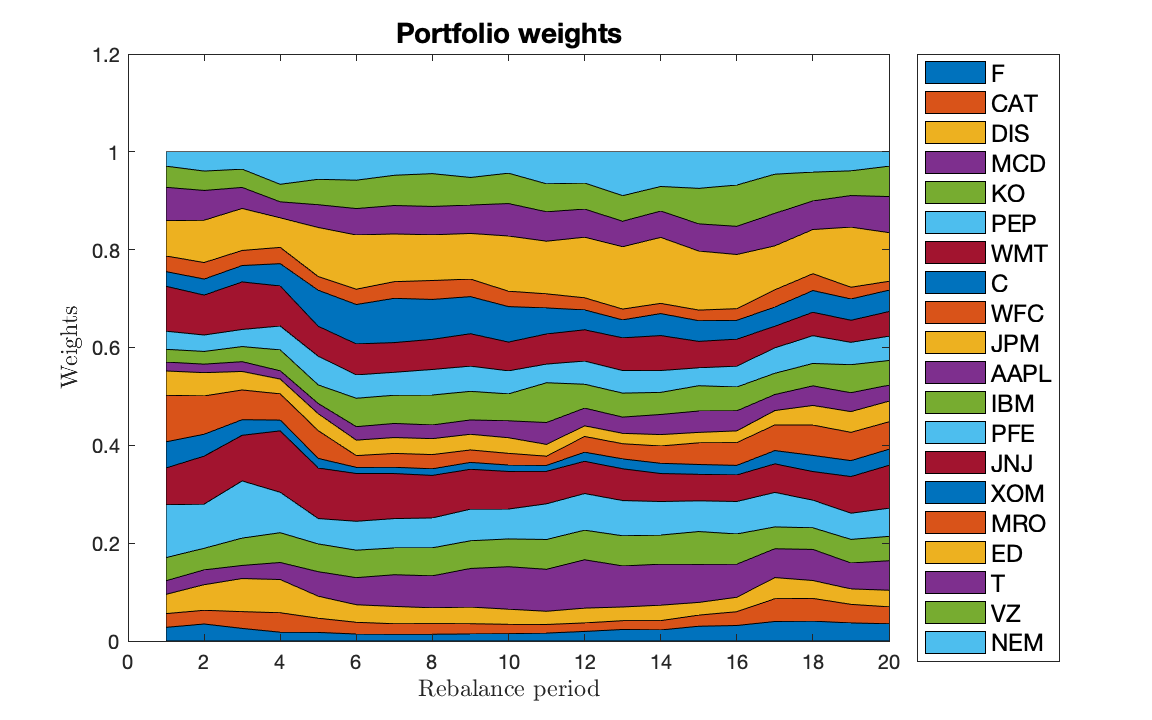 Portfolio weights
1.2
1
0.8
0.6
0.4
0.2
0
Weights
0 2 4 6 8 10 12 14 16 18 20
Rebalance period
F
CAT
DIS
MCD
KO
PEP
WMT
C
WFC
JPM
AAPL
IBM
PFE
JNJ
XOM
MRO
ED
T
VZ
NEM